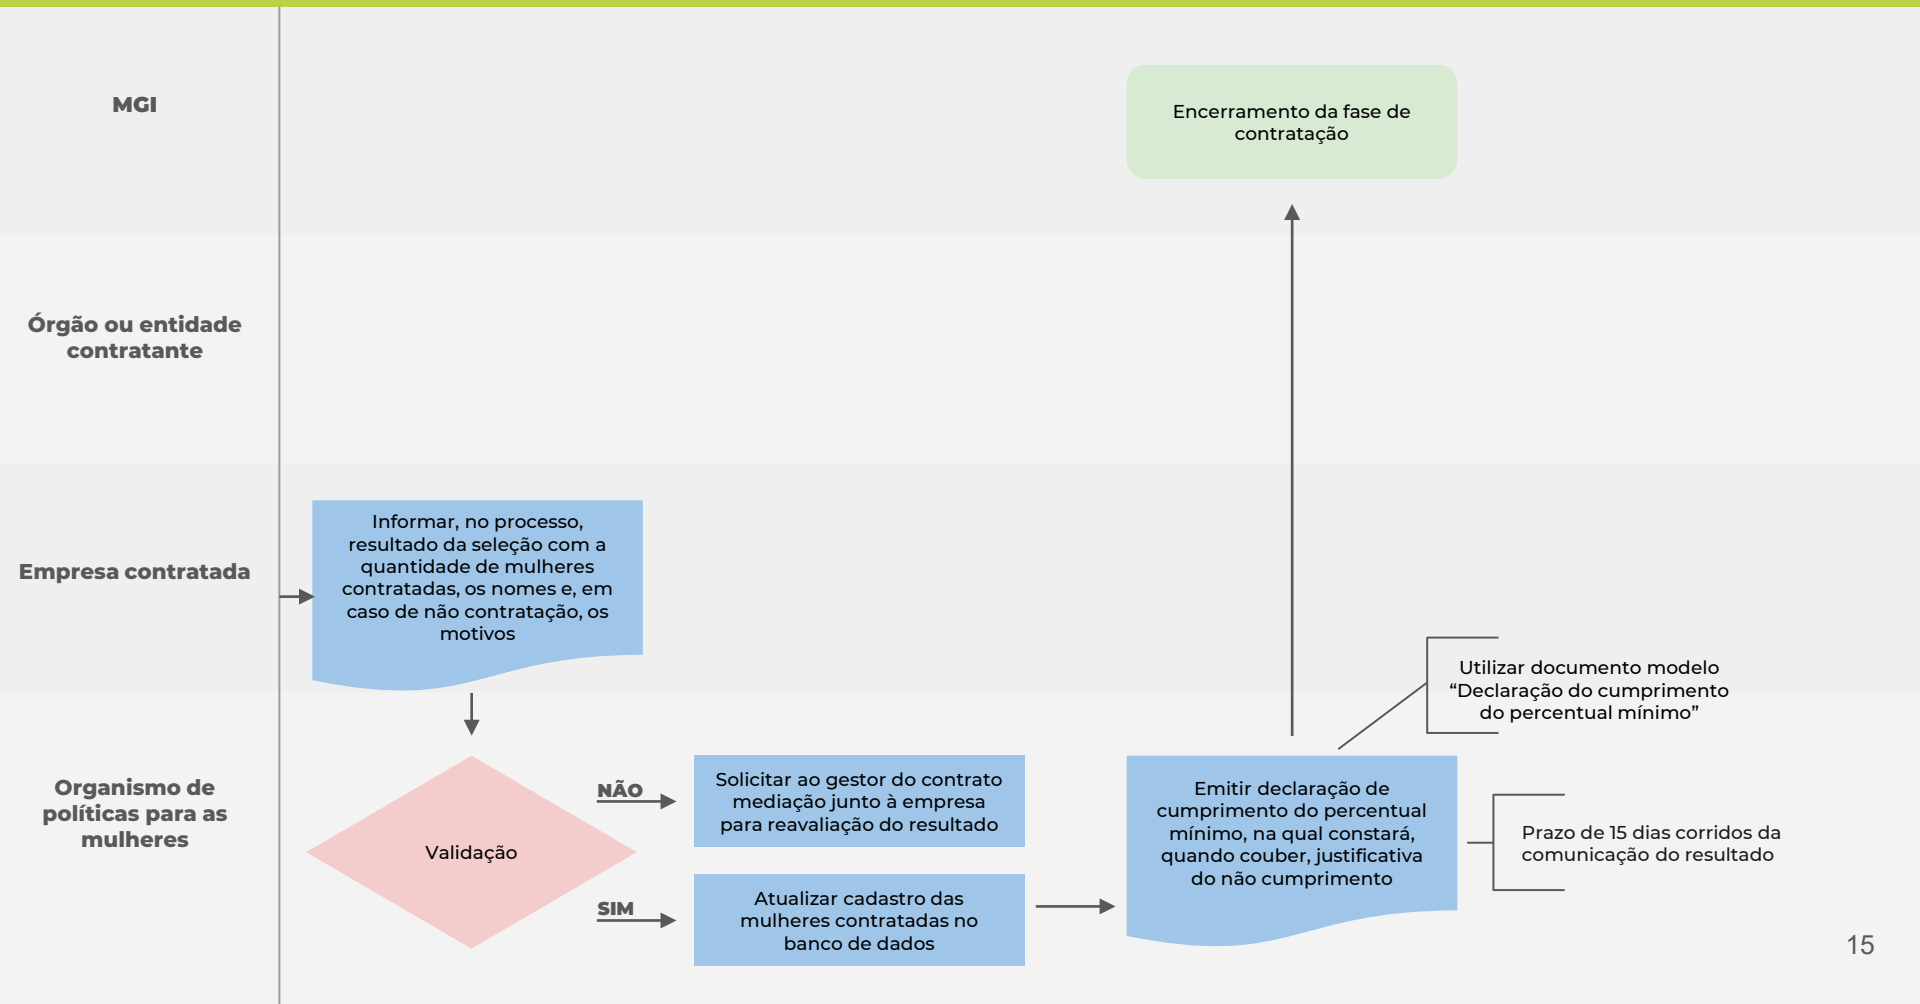 MGI
Encerramento da fase de
contratação
Órgão ou entidade
contratante
Empresa contratada
Informar, no processo,
resultado da seleção com a
quantidade de mulheres
contratadas, os nomes e, em
caso de não contratação, os
motivos
Utilizar documento modelo
“Declaração do cumprimento
do percentual mínimo”
Organismo de
políticas para as
mulheres
Validação
NÃO
Solicitar ao gestor do contrato
mediação junto à empresa
para reavaliação do resultado
SIM
Atualizar cadastro das
mulheres contratadas no
banco de dados
Emitir declaração de
cumprimento do percentual
mínimo, na qual constará,
quando couber, justificativa
do não cumprimento
Prazo de 15 dias corridos da
comunicação do resultado
15